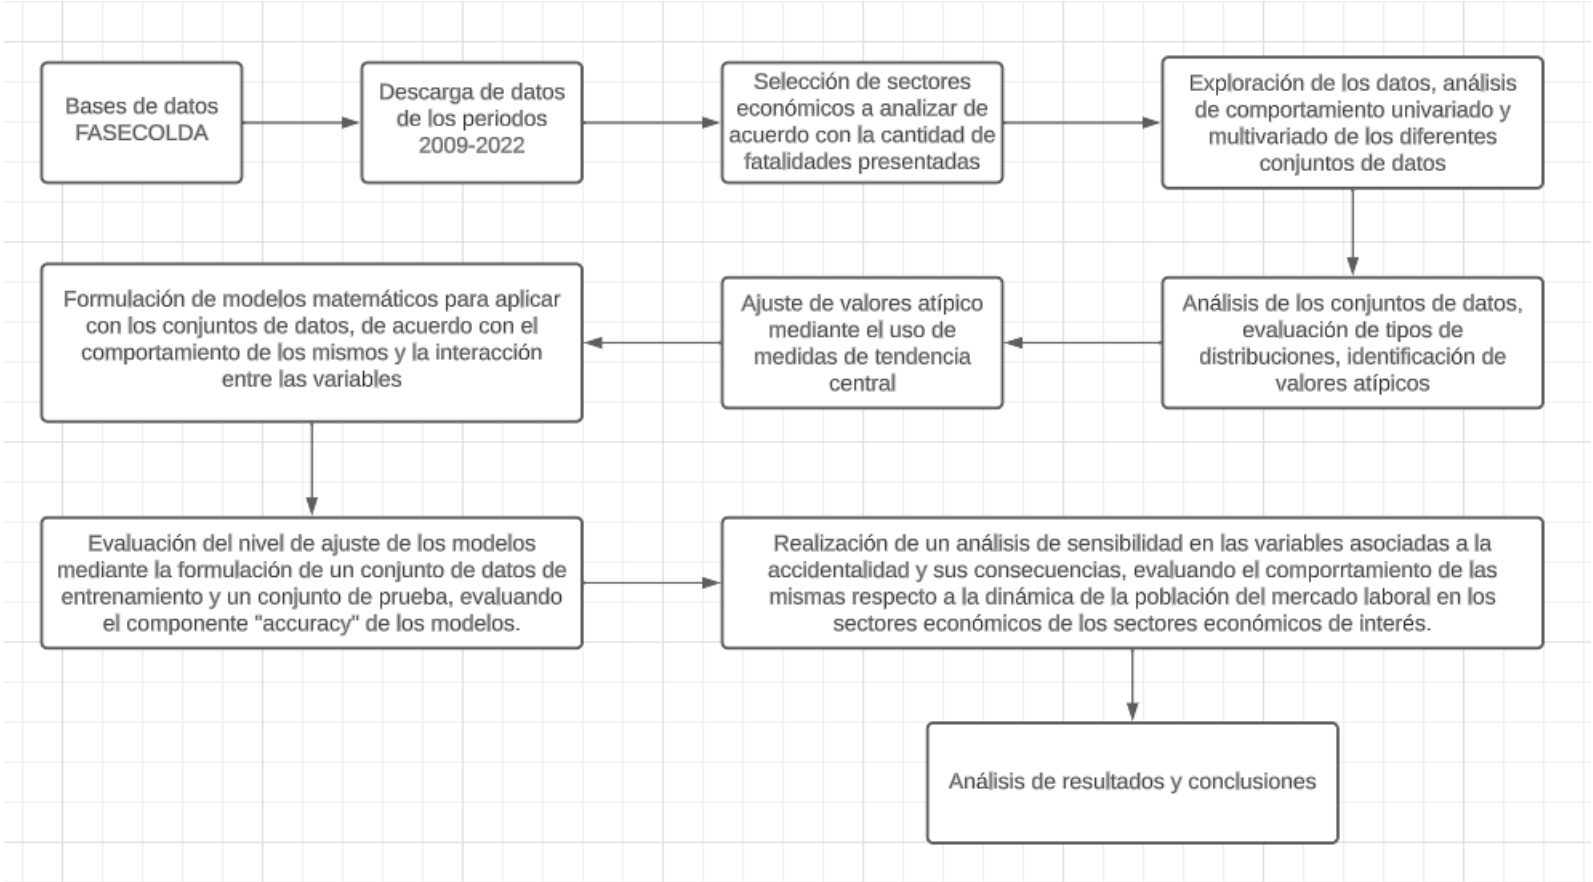 Bases de datos
FASECOLDA
Descarga de datos
de los periodos
2009-2022
Selección de sectores
económicos a analizar de
acuerdo con la cantidad de
fatalidades presentadas
Exploración de los datos, análisis
de comportamiento univariado y
multivariado de los diferentes
conjuntos de datos
Análisis de los conjuntos de datos,
evaluación de tipos de
distribuciones, identificación de
valores atípicos
Ajuste de valores atípico
mediante el uso de
medidas de tendencia
central
Formulación de modelos matemáticos para aplicar
con los conjuntos de datos, de acuerdo con el
comportamiento de los mismos y la interacción
entre las variables
Evaluación del nivel de ajuste de los modelos
mediante la formulación de un conjunto de datos de
entrenamiento y un conjunto de prueba, evaluando
el componente "accuracy" de los modelos.
Realización de un análisis de sensibilidad en las variables asociadas a la
accidentalidad y sus consecuencias, evaluando el comporrtamiento de las
mismas respecto a la dinámica de la población del mercado laboral en los
sectores económicos de los sectores económicos de interés.
Análisis de resultados y conclusiones